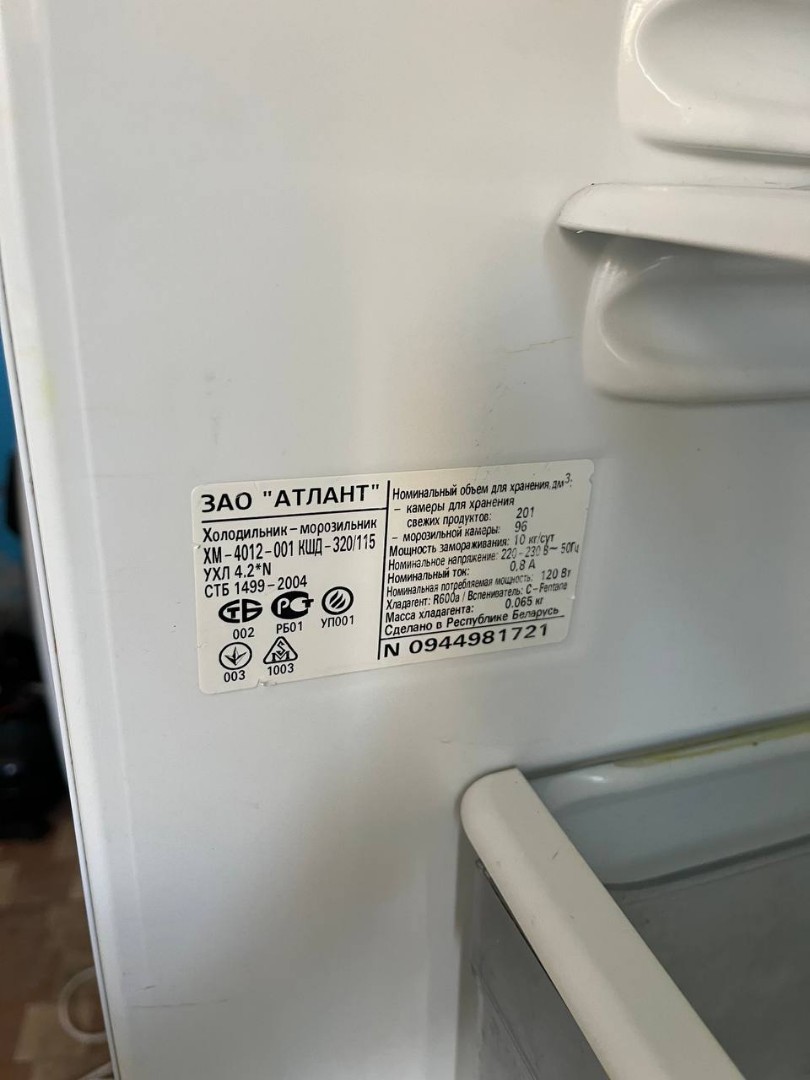 ЗАО "АТЛАНТ"
Холодильник-морозильник
ХМ-4012-001 КШД-320/115
УХЛ 4.2*N
СТБ 1499-2004
СТБ
002
РСТ
РБ01
УП001
003
1003
Номинальный объем для хранения, дм³:
- камеры для хранения
свежих продуктов: 201
- морозильной камеры: 96
Мощность замораживания: 10 кг/сут
Номинальное напряжение: 220-230 В~ 50Гц
Номинальный ток: 0.8 А
Номинальная потребляемая мощность: 120 Вт
Хладагент: R600a / Вспениватель: C-Pentane
Масса хладагента: 0.065 кг
Сделано в Республике Беларусь
N 0944981721